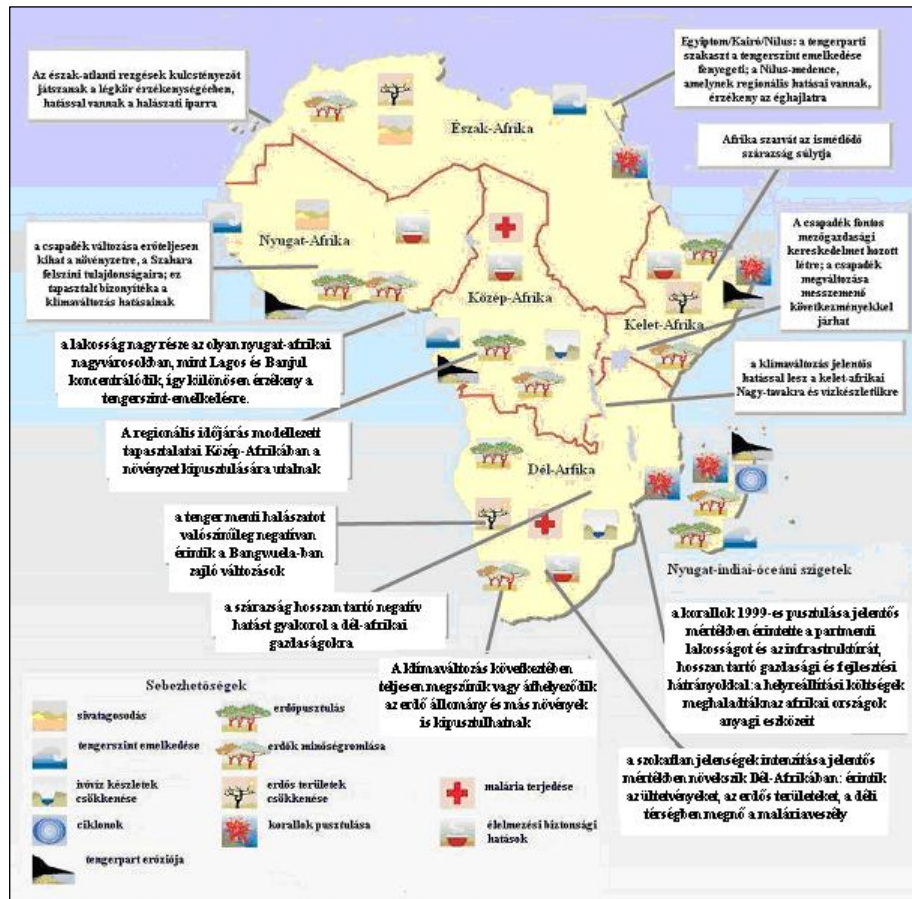 Az észak-atlanti rezgések kulcstényezőt
játszanak a légkör érzékenységéehen,
hatással vannak a halászati iparra
Egyiptom/Kairó/Nilus: a tengerparti
szakaszt a tengerszint emelkedése
fenyegeti; a Nilus-medence,
amelynek regionális hatásai vannak,
érzékeny az éghajlatra
Észak-Afrika
Afrika szarvát az ismétlődő
szárazság súlytja
a csapadék változása erőteljesen
kihat a növényzetre, a Szahara
felszíni tulajdonságaira; ez
tapasztalt bizonyítéka a
klímaváltozás hatásainak
Nyugat-Afrika
Közép-Afrika
Kelet-Afrika
A csapadék fontos
mezőgazdasági
kereskedelmet hozott
létre; a csapadék
megváltozása
messzemenő
következményekkel
járhat
a lakosság nagy része az olyan nyugat-afrikai
nagyvárosokban, mint Lagos és Banjul
koncentrálódik, így különösen érzékeny a
tengerszint-emelkedésre.
a klímaváltozás jelentős
hatással lesz a kelet-afrikai
Nagy-tavakra és vízkészletükre
A regionális időjárás modellezett
tapasztalatai Közép-Afrikában a
növényzet kipusztulására utalnak
Dél-Arfika
a tenger menti halászatot
valószínűleg negatívan
érintik a Bangwuela-ban
zajló változások
Nyugat-indiai-óceáni szigetek
a szárazság hosszan tartó negatív
hatást gyakorol a dél-afrikai
gazdaságokra
a korallok 1999-es pusztulása jelentős
mértékben érintette a partmenti
lakosságot és az infrastruktúrát,
hosszan tartó gazdasági és fejlesztési
hátrányokkal: a helyreállítási költségek
meghaladták az afrikai országok
anyagi eszközeit
A klímaváltozás következtében
teljesen megszűnik vagy áthelyeződik
az erdő állomány és más növények
is kipusztulhatnak
a szokatlan jelenségek intenzitása jelentős
mértékben növekszik Dél-Afrikában: érintik
az ültetvényeket, az erdős területeket, a déli
térségben megnő a maláriaveszély
Sebezhetőségek
sivatagosodás
tengerszint emelkedése
ivóvíz készletek
csökkenése
ciklonok
tengerpart eróziója
erdőpusztulás
erdők minőségromlása
erdős területek
csökkenése
korallok pusztulása
malária terjedése
élelmezési biztonsági
hatások